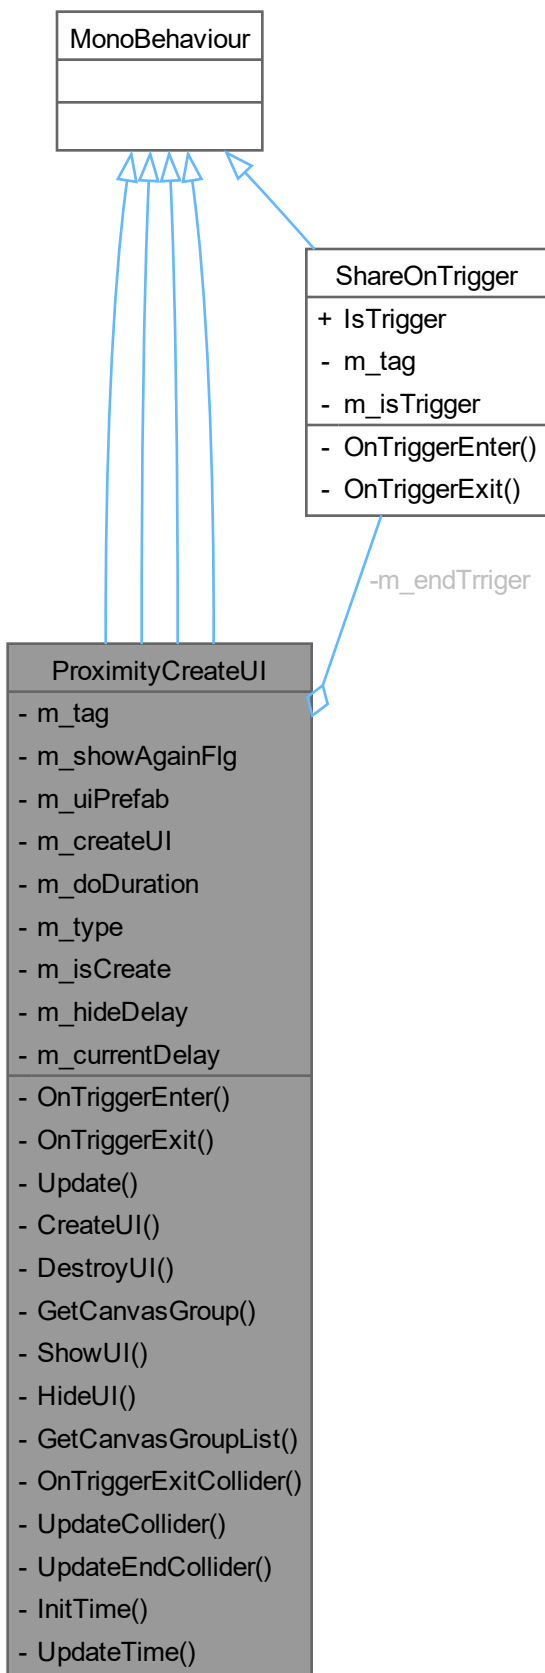 MonoBehaviour
ShareOnTrigger
+ IsTrigger
- m_tag
- m_isTrigger
- OnTriggerEnter()
- OnTriggerExit()
-m_endTrriger
ProximityCreateUI
- m_tag
- m_showAgainFlg
- m_uiPrefab
- m_createUI
- m_doDuration
- m_type
- m_isCreate
- m_hideDelay
- m_currentDelay
- OnTriggerEnter()
- OnTriggerExit()
- Update()
- CreateUI()
- DestroyUI()
- GetCanvasGroup()
- ShowUI()
- HideUI()
- GetCanvasGroupList()
- OnTriggerExitCollider()
- UpdateCollider()
- UpdateEndCollider()
- InitTime()
- UpdateTime()